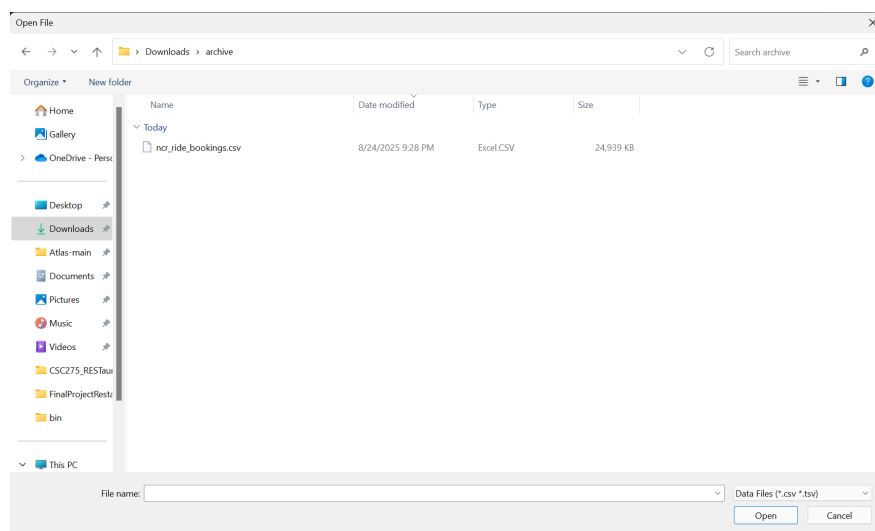 Open File
Downloads > archive
Search archive
Organize
New folder
Name
Date modified
Type
Size
Home
Gallery
OneDrive - Perso
Desktop
Downloads
Atlas-main
Documents
Pictures
Music
Videos
CSC275_RESTaur
FinalProjectResta
bin
This PC
Today
ncr_ride_bookings.csv 8/24/2025 9:28 PM Excel.CSV 24,939 KB
File name:
Data Files (*.csv *.tsv)
Open
Cancel